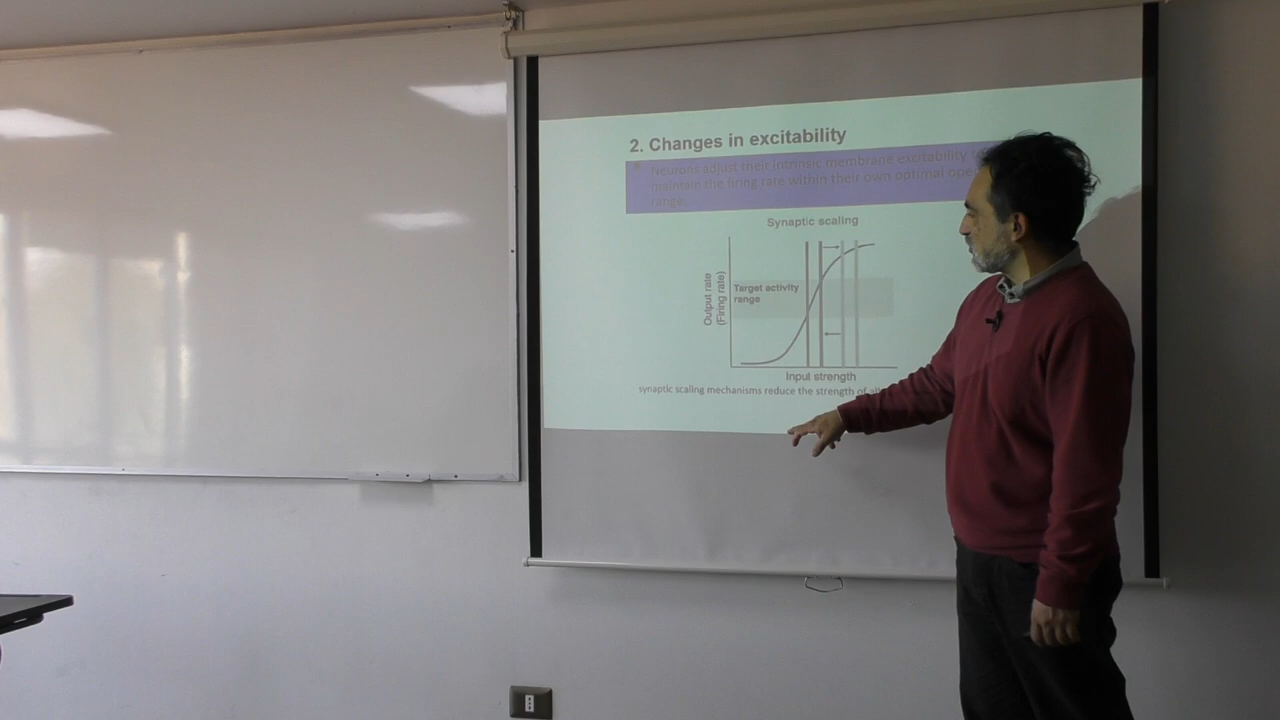 2. Changes in excitability
Neurons adjust their intrinsic membrane excitability
maintain the firing rate within their own optimal
range
Synaptic scaling
Output rate
(Firing rate)
Target activity
range
Input strength
synaptic scaling mechanisms reduce the strength of